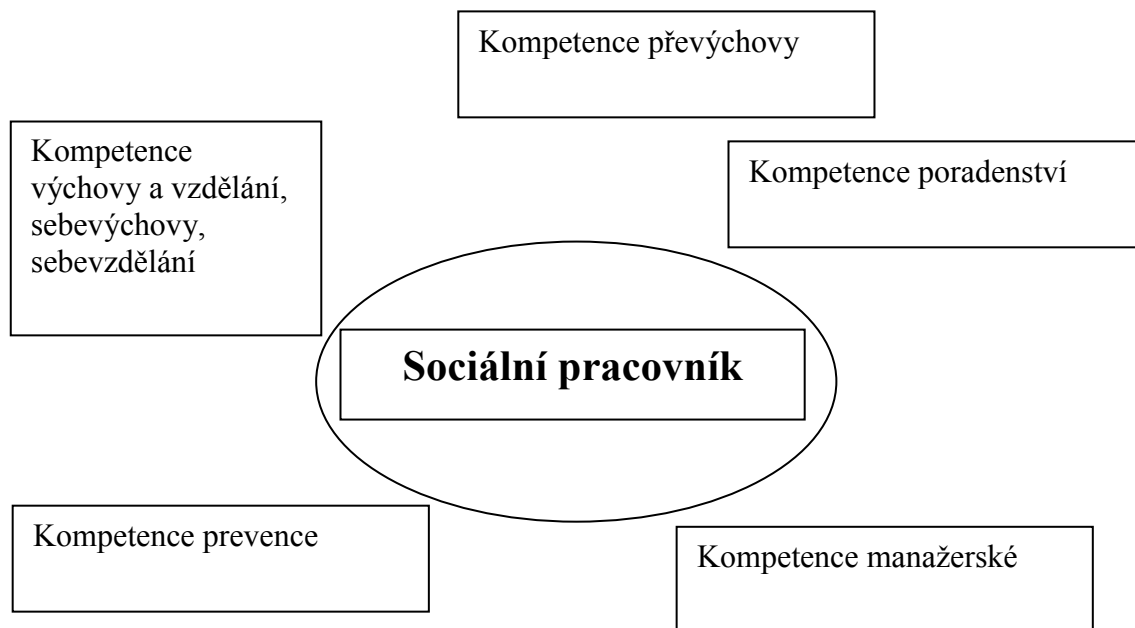 Kompetence převýchovy
Kompetence
výchovy a vzdělání,
sebevýchovy,
sebevzdělání
Kompetence poradenství
Sociální pracovník
Kompetence prevence
Kompetence manažerské